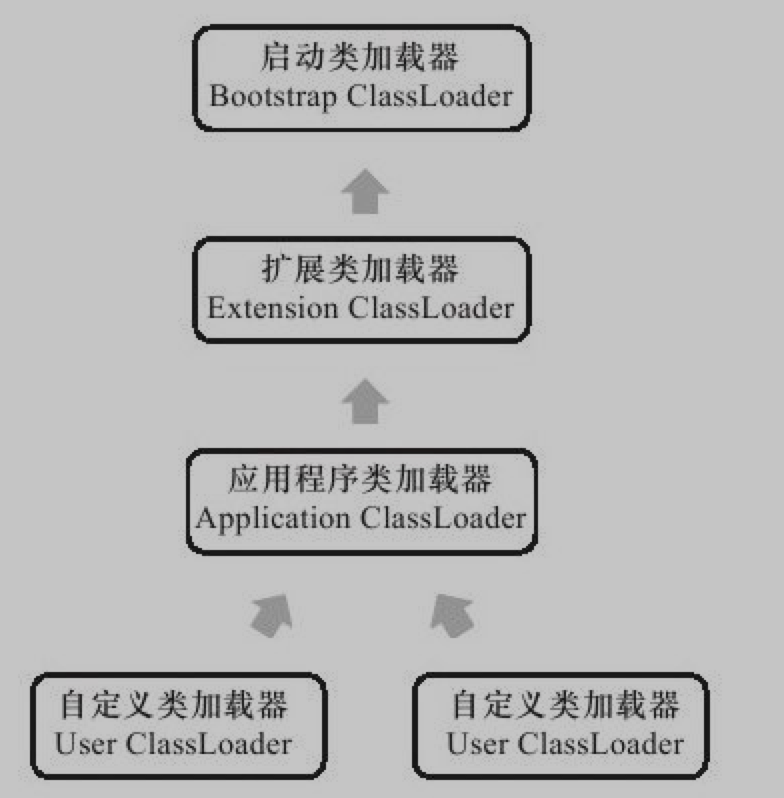 启动类加载器
Bootstrap ClassLoader
扩展类加载器
Extension ClassLoader
应用程序类加载器
Application ClassLoader
自定义类加载器
User ClassLoader
自定义类加载器
User ClassLoader